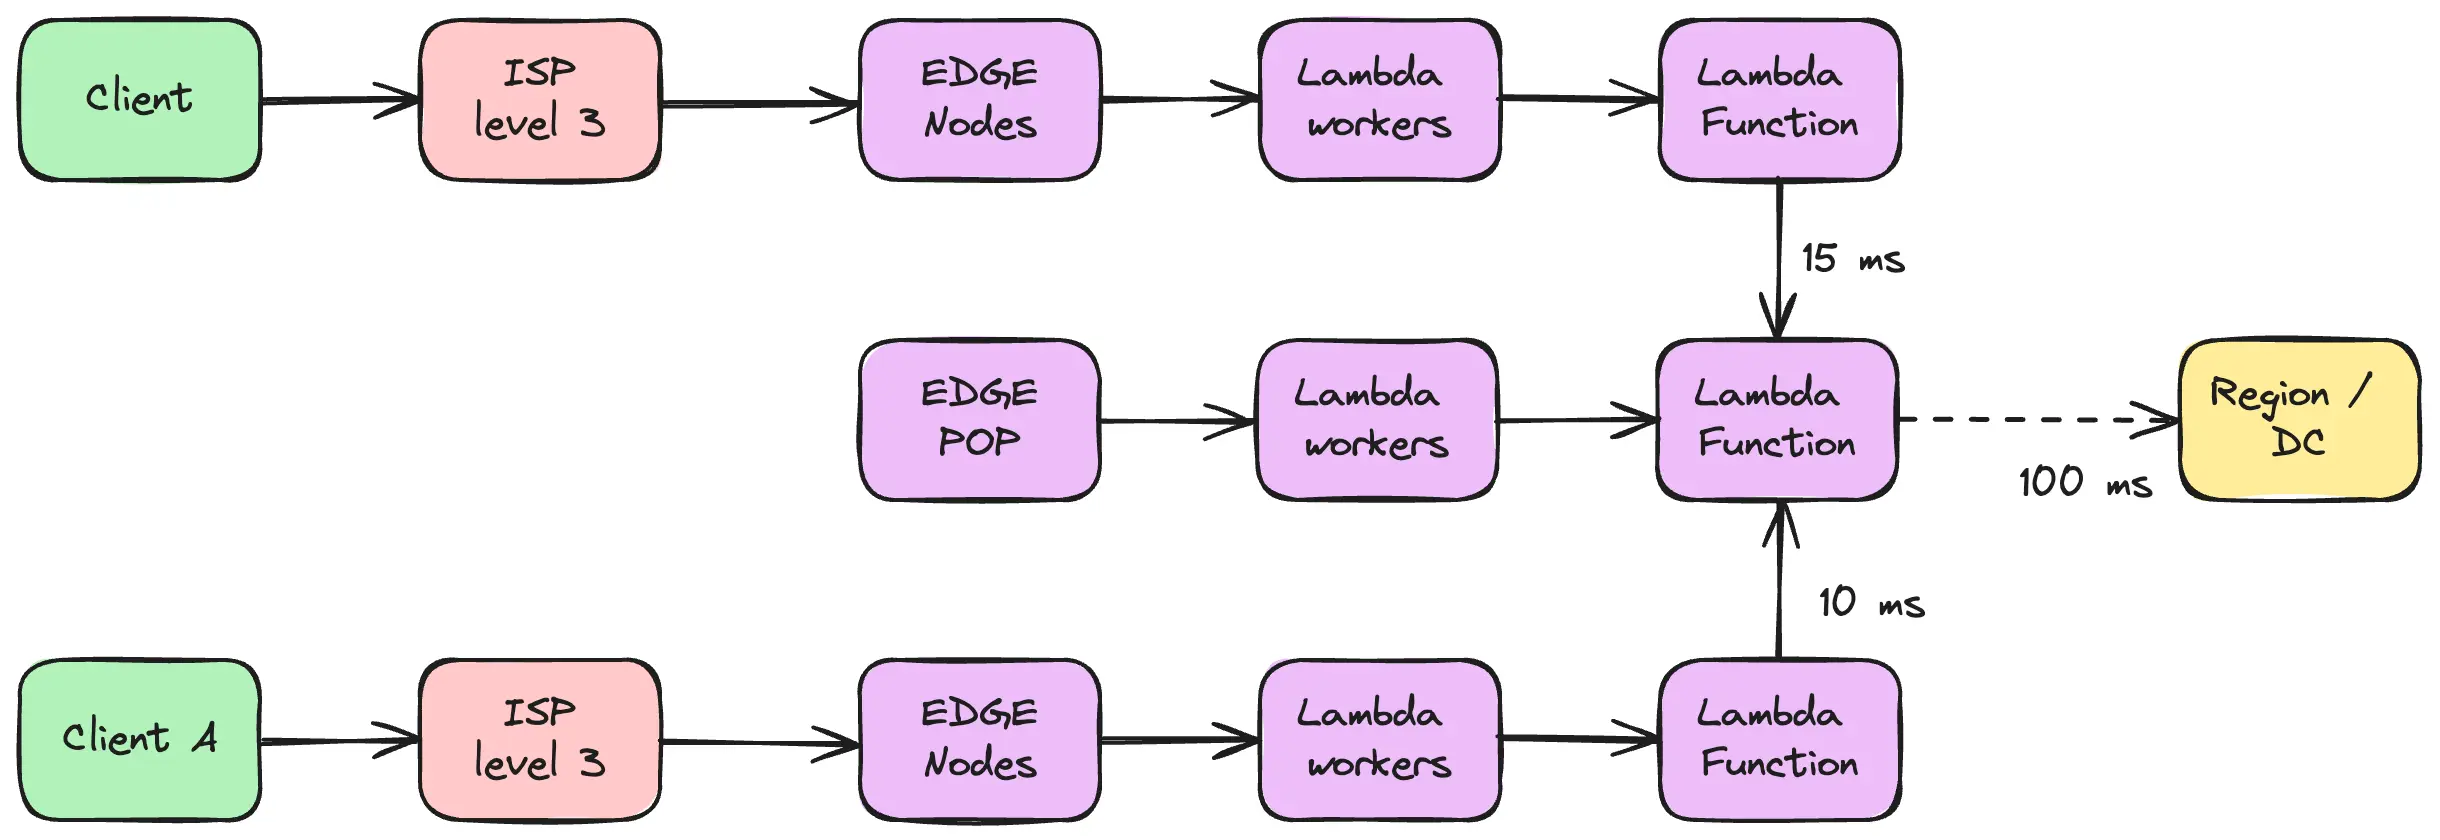 Client
ISP
level 3
EDGE
Nodes
Lambda
workers
Lambda
Function
15 ms
EDGE
POP
Lambda
workers
Lambda
Function
Region /
DC
100 ms
10 ms
Client A
ISP
level 3
EDGE
Nodes
Lambda
workers
Lambda
Function